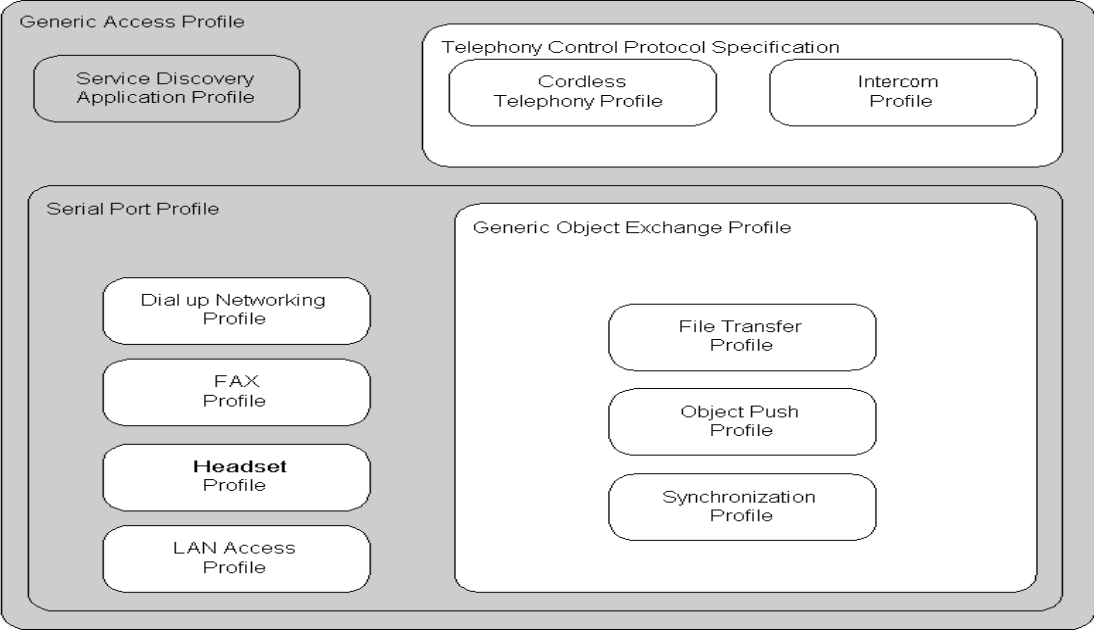 Generic Access Profile
Service Discovery
Application Profile
Telephony Control Protocol Specification
Cordless
Telephony Profile
Intercom
Profile
Serial Port Profile
Dial up Networking
Profile
FAX
Profile
Headset
Profile
LAN Access
Profile
Generic Object Exchange Profile
File Transfer
Profile
Object Push
Profile
Synchronization
Profile